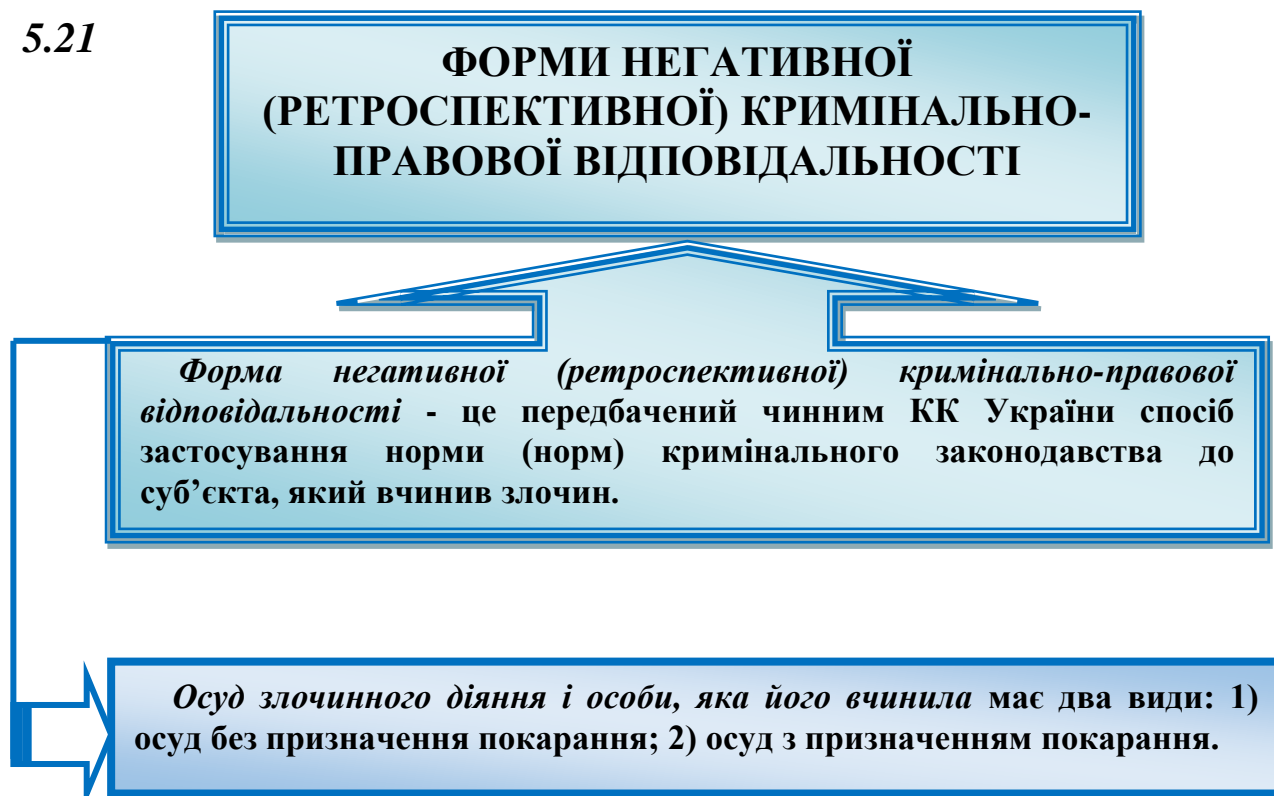 5.21
ФОРМИ НЕГАТИВНОЇ
(РЕТРОСПЕКТИВНОЇ) КРИМІНАЛЬНО-
ПРАВОВОЇ ВІДПОВІДАЛЬНОСТІ
Форма негативної (ретроспективної) кримінально-правової
відповідальності - це передбачений чинним КК України спосіб
застосування норми (норм) кримінального законодавства до
суб’єкта, який вчинив злочин.
Осуд злочинного діяння і особи, яка його вчинила має два види: 1)
осуд без призначення покарання; 2) осуд з призначенням покарання.